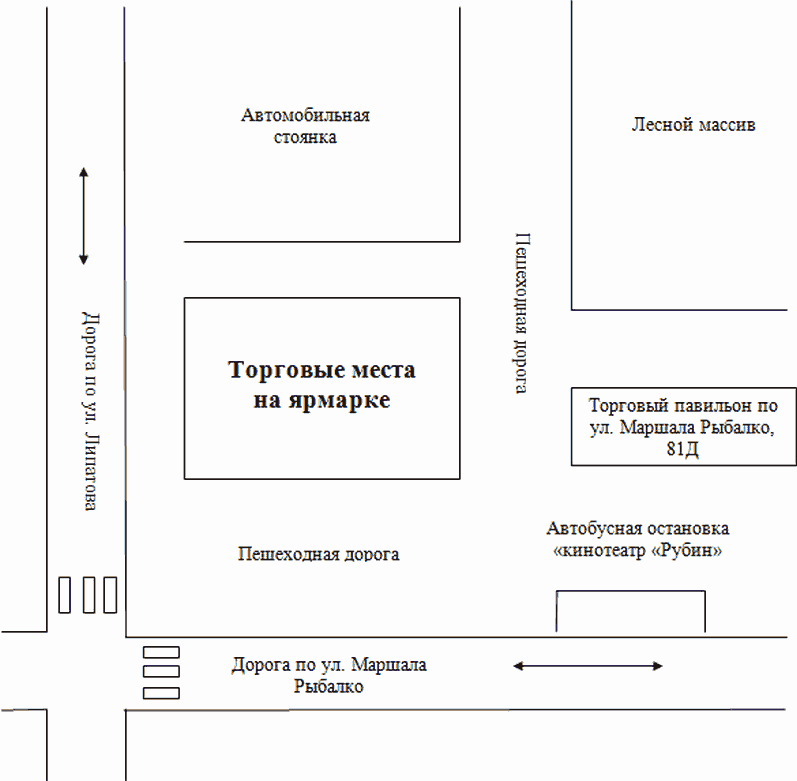 Автомобильная
стоянка
Лесной массив
Пешеходная дорога
Дорога по ул. Липатова
Торговые места
на ярмарке
Торговый павильон по
ул. Маршала Рыбалко,
81Д
Автобусная остановка
«кинотеатр «Рубин»
Пешеходная дорога
Дорога по ул. Маршала
Рыбалко